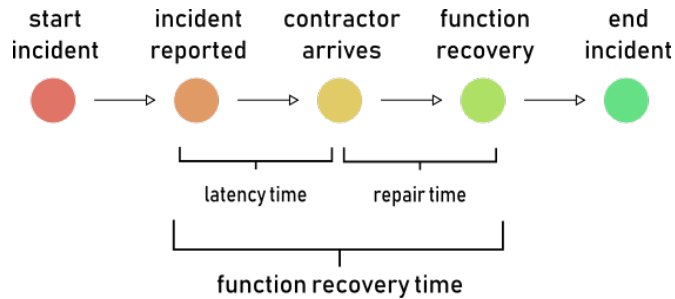 start
incident
incident
reported
contractor
arrives
function
recovery
end
incident
latency time
repair time
function recovery time